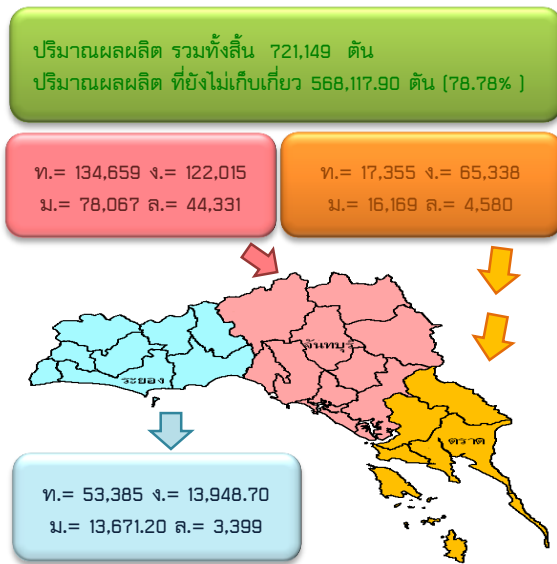 ปริมาณผลผลิต รวมทั้งสิ้น 721,149 ตัน
ปริมาณผลผลิต ที่ยังไม่เก็บเกี่ยว 568,117.90 ตัน (78.78% )
ท.= 134,659 ง.= 122,015
ม.= 78,067 ล.= 44,331
ท.= 17,355 ง.= 65,338
ม.= 16,169 ล.= 4,580
จันทบุรี
ระยอง
ตราด
ท.= 53,385 ง.= 13,948.70
ม.= 13,671.20 ล.= 3,399